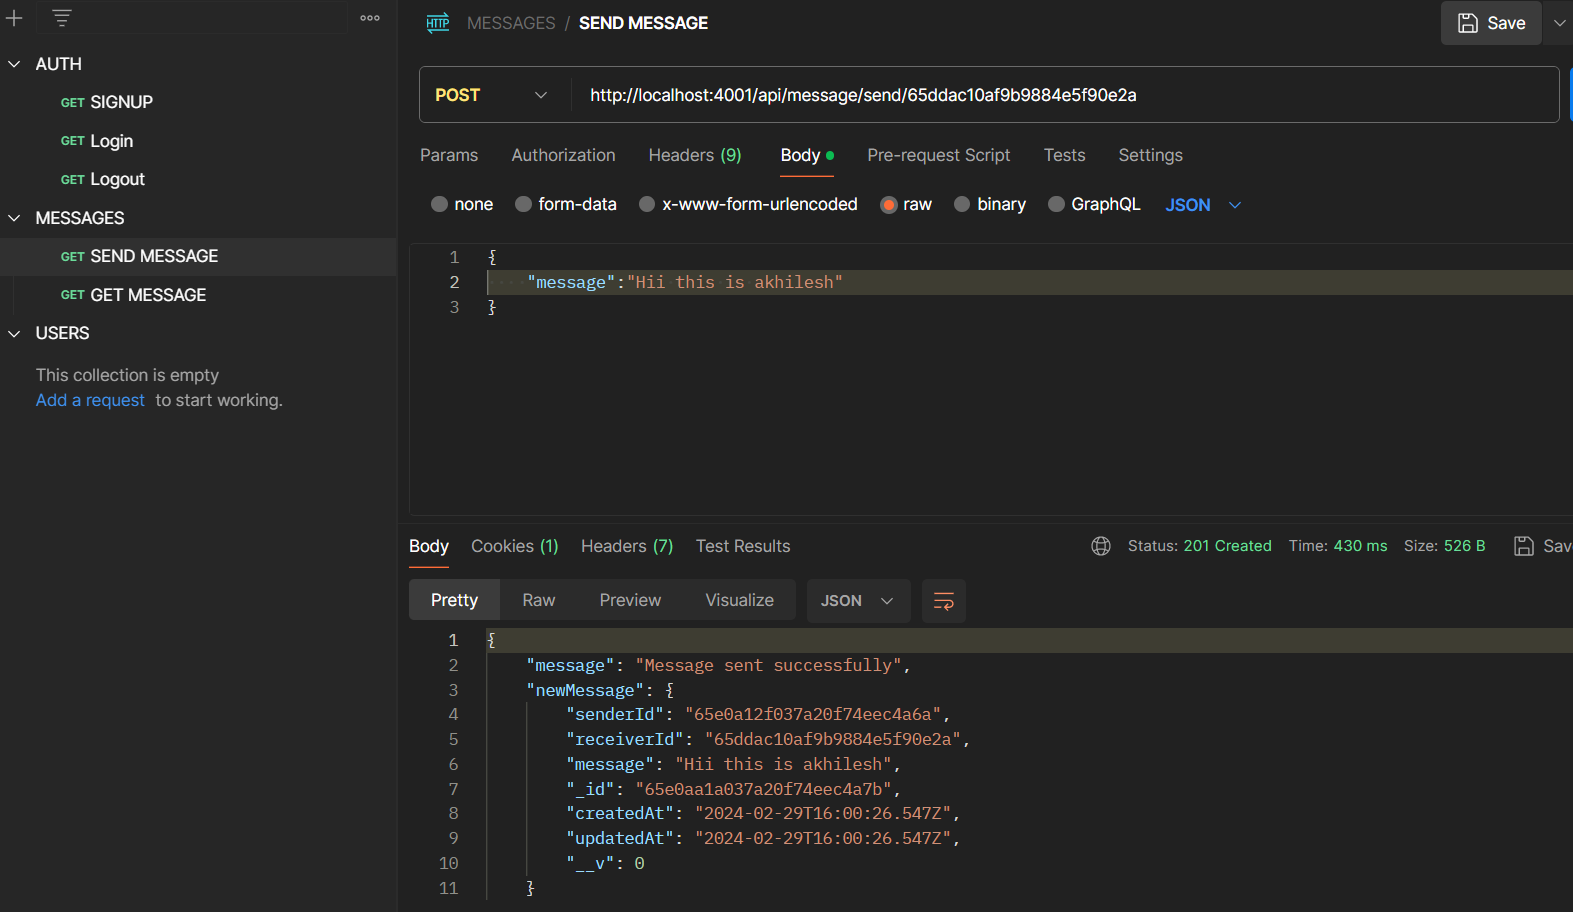 AUTH
GET SIGNUP
GET Login
GET Logout
MESSAGES
GET SEND MESSAGE
GET GET MESSAGE
USERS
This collection is empty
Add a request to start working.
HTTP MESSAGES / SEND MESSAGE
Save
POST http://localhost:4001/api/message/send/65ddac10af9b9884e5f90e2a
Params Authorization Headers (9) Body Pre-request Script Tests Settings
none form-data x-www-form-urlencoded raw binary GraphQL JSON
1 {
2 "message":"Hii this is akhilesh"
3 }
Body Cookies (1) Headers (7) Test Results Status: 201 Created Time: 430 ms Size: 526 B Sav
Pretty Raw Preview Visualize JSON
1 {
2 "message": "Message sent successfully",
3 "newMessage": {
4 "senderId": "65e0a12f037a20f74eec4a6a",
5 "receiverId": "65ddac10af9b9884e5f90e2a",
6 "message": "Hii this is akhilesh",
7 "_id": "65e0aa1a037a20f74eec4a7b",
8 "createdAt": "2024-02-29T16:00:26.547Z",
9 "updatedAt": "2024-02-29T16:00:26.547Z",
10 "__v": 0
11 }